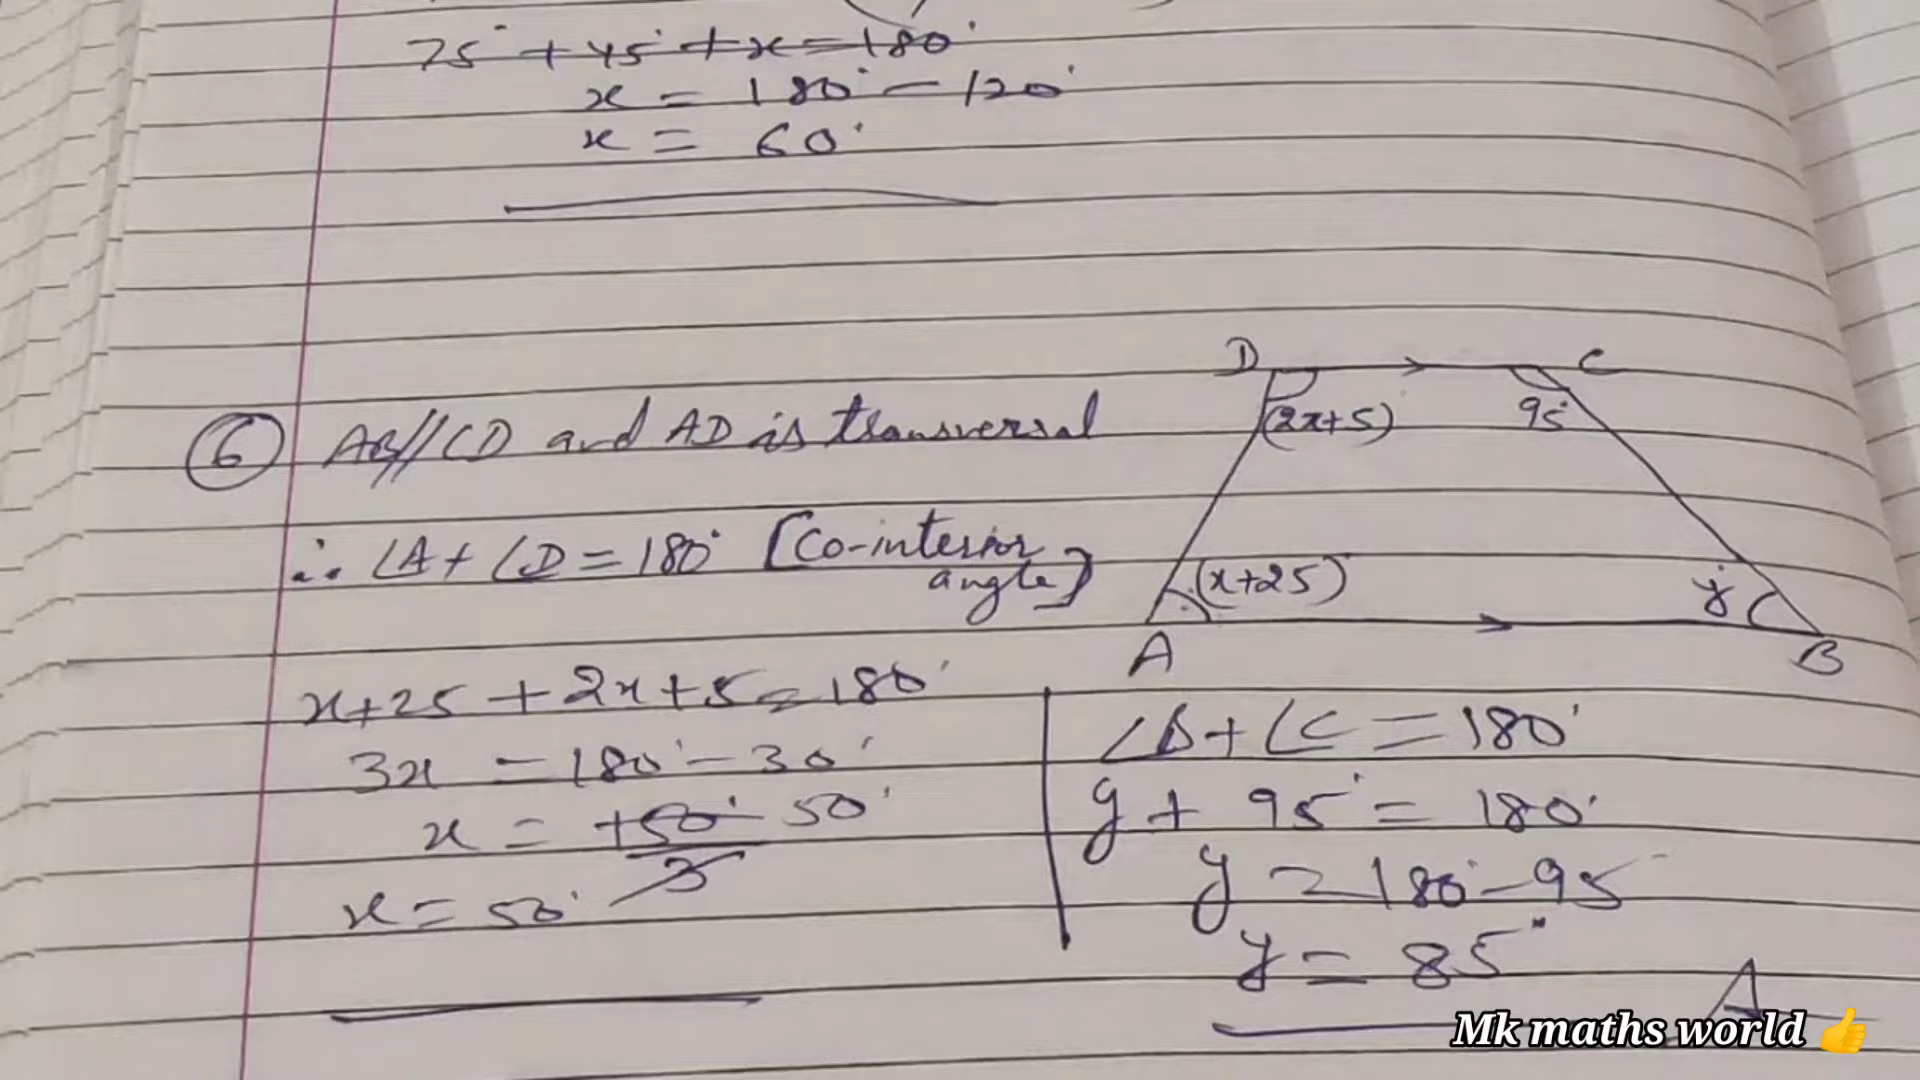 75° + 45° + x = 180°
x = 180° - 120°
x = 60°
D C
(2x+5) 95°
⑥ AB//CD and AD is transversal
∴ ∠A + ∠D = 180° [Co-interior
angle]
(x+25) y°
A B
x+25 + 2x+5 = 180°
3x = 180° - 30°
x = 150° 50°
3
x = 50°
∠B + ∠C = 180°
y + 95° = 180°
y = 180° - 95
y = 85°
A
Mk maths world 👍